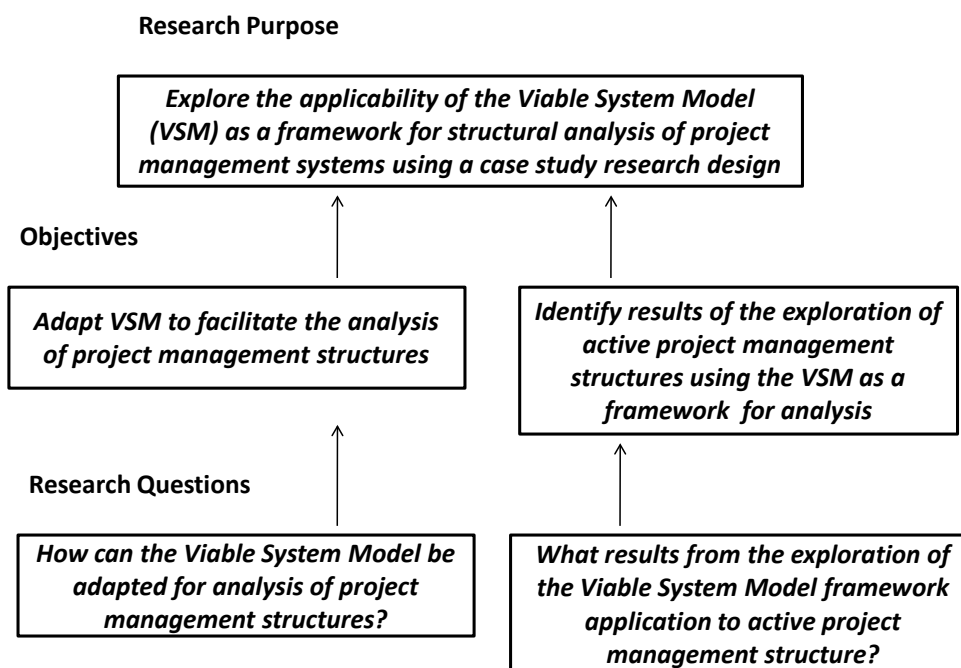 Research Purpose
Explore the applicability of the Viable System Model
(VSM) as a framework for structural analysis of project
management systems using a case study research design
Objectives
Adapt VSM to facilitate the analysis
of project management structures
Identify results of the exploration of
active project management
structures using the VSM as a
framework for analysis
Research Questions
How can the Viable System Model be
adapted for analysis of project
management structures?
What results from the exploration of
the Viable System Model framework
application to active project
management structure?